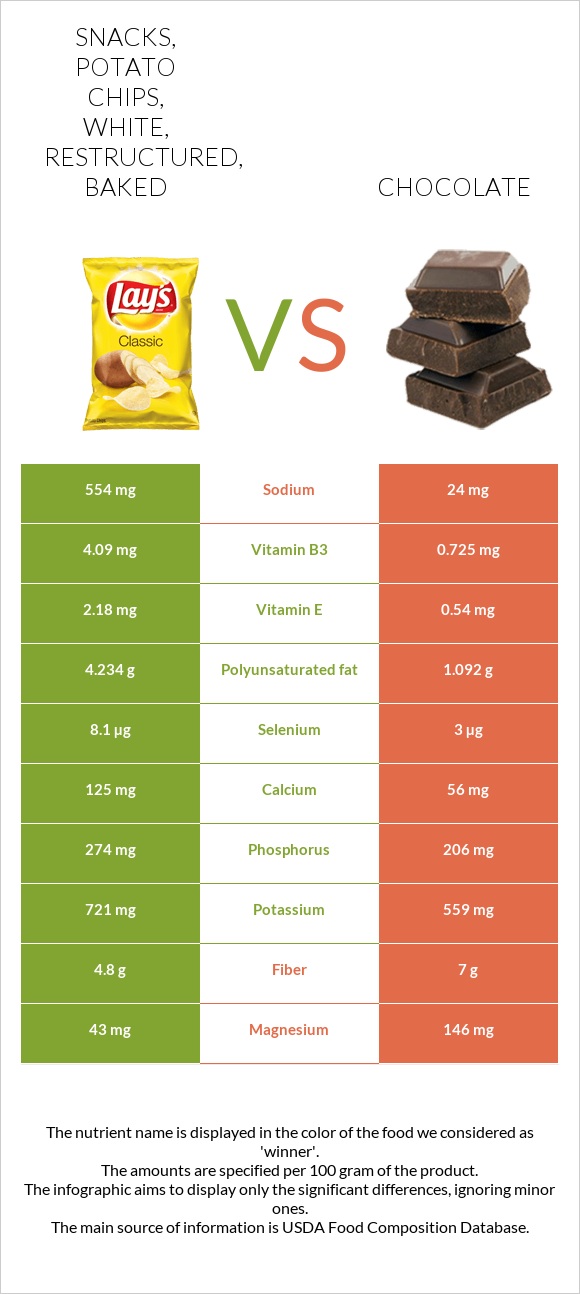 SNACKS,
POTATO
CHIPS,
WHITE,
RESTRUCTURED,
BAKED
CHOCOLATE
Lay's
Classic
VS
554 mg Sodium 24 mg
4.09 mg Vitamin B3 0.725 mg
2.18 mg Vitamin E 0.54 mg
4.234 g Polyunsaturated fat 1.092 g
8.1 µg Selenium 3 µg
125 mg Calcium 56 mg
274 mg Phosphorus 206 mg
721 mg Potassium 559 mg
4.8 g Fiber 7 g
43 mg Magnesium 146 mg
The nutrient name is displayed in the color of the food we considered as
'winner'.
The amounts are specified per 100 gram of the product.
The infographic aims to display only the significant differences, ignoring minor
ones.
The main source of information is USDA Food Composition Database.